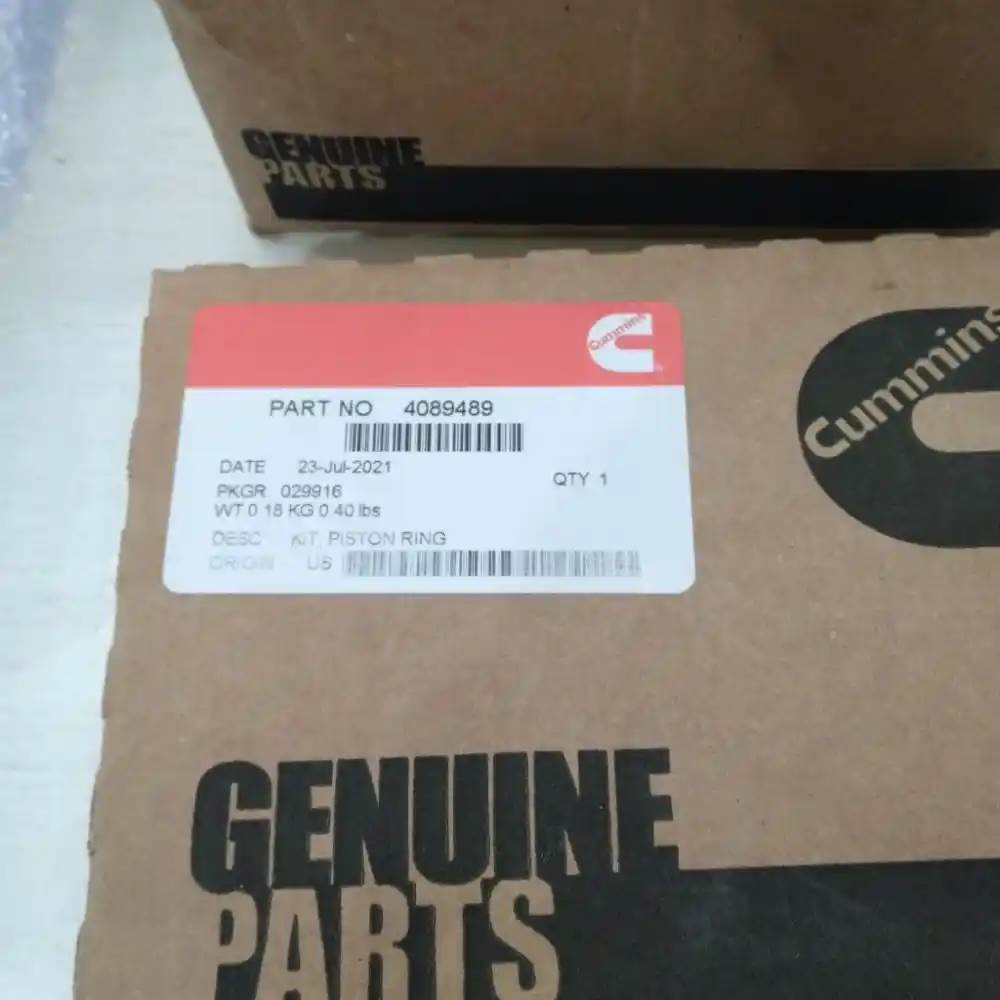 GENUINE
PARTS
Cummins
PART NO 4089489
DATE 23-Jul-2021
QTY 1
PKGR 029916
WT 0.18 KG 0.40 lbs
DESC KIT, PISTON RING
ORIGIN US
Cummins
GENUINE
PARTS